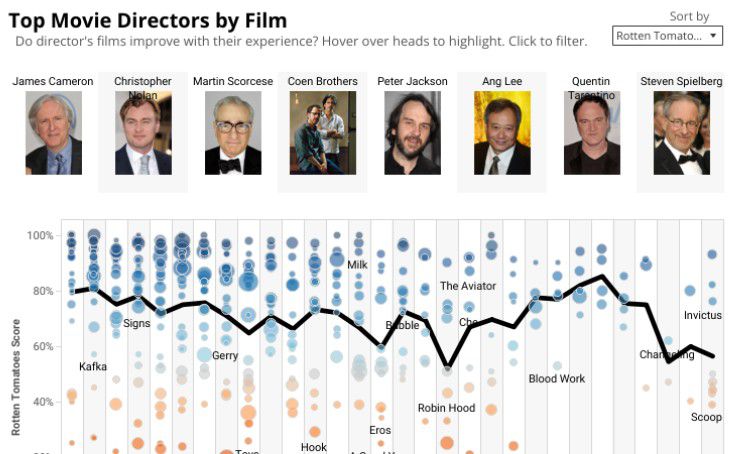 Top Movie Directors by Film
Sort by
Do director's films improve with their experience? Hover over heads to highlight. Click to filter.
Rotten Tomato...
James Cameron
Christopher
Nolan
Martin Scorcese
Coen Brothers
Peter Jackson
Ang Lee
Quentin
Tarantino
Steven Spielberg
100%
Milk
The Aviator
80%
Signs
Bubble
Che
Invictus
Rotten Tomatoes Score
60%
Gerry
Changeling
Kafka
Blood Work
40%
Robin Hood
Scoop
Eros
Hook